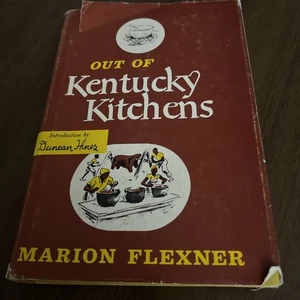 OUT OF
Kentucky
Kitchens
Introduction by
Duncan Hines
MARION FLEXNER